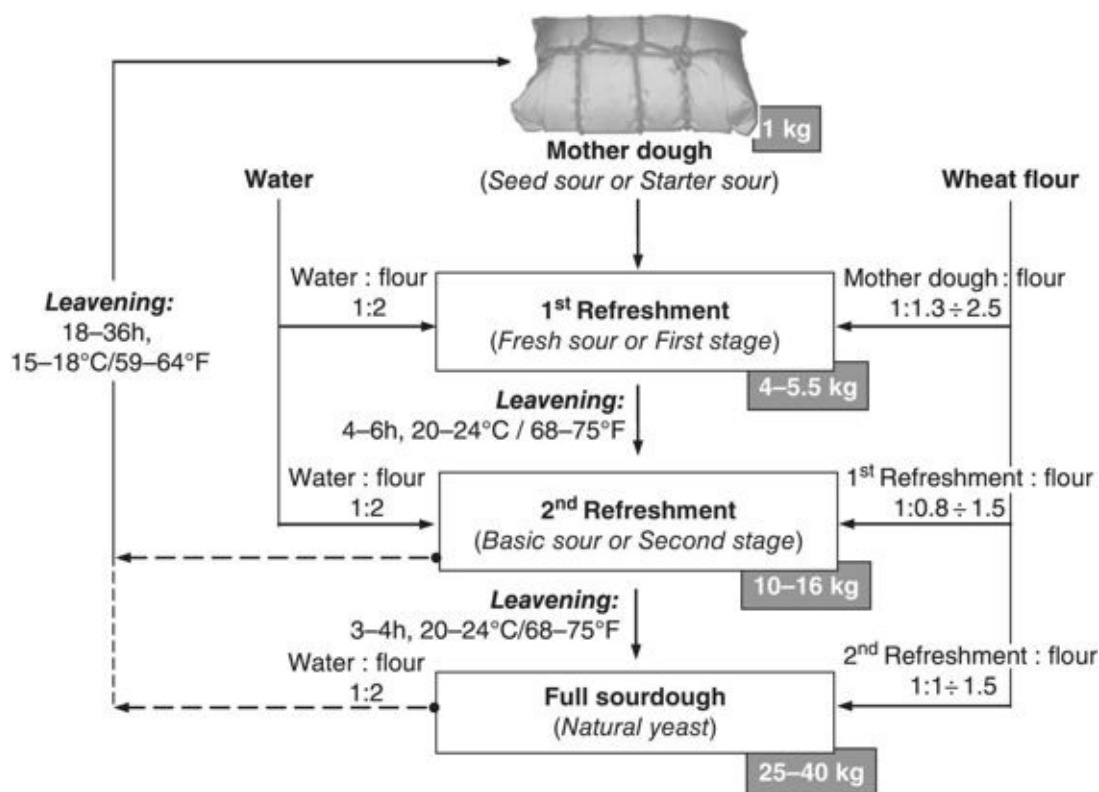 1 kg
Mother dough
(Seed sour or Starter sour)
Water
Wheat flour
Water : flour
1:2
Mother dough : flour
1:1.3÷2.5
Leavening:
18–36h,
15–18°C/59–64°F
1st Refreshment
(Fresh sour or First stage)
4–5.5 kg
Leavening:
4–6h, 20–24°C / 68–75°F
Water : flour
1:2
1st Refreshment : flour
1:0.8÷1.5
2nd Refreshment
(Basic sour or Second stage)
10–16 kg
Leavening:
3–4h, 20–24°C/68–75°F
Water : flour
1:2
2nd Refreshment : flour
1:1÷1.5
Full sourdough
(Natural yeast)
25–40 kg